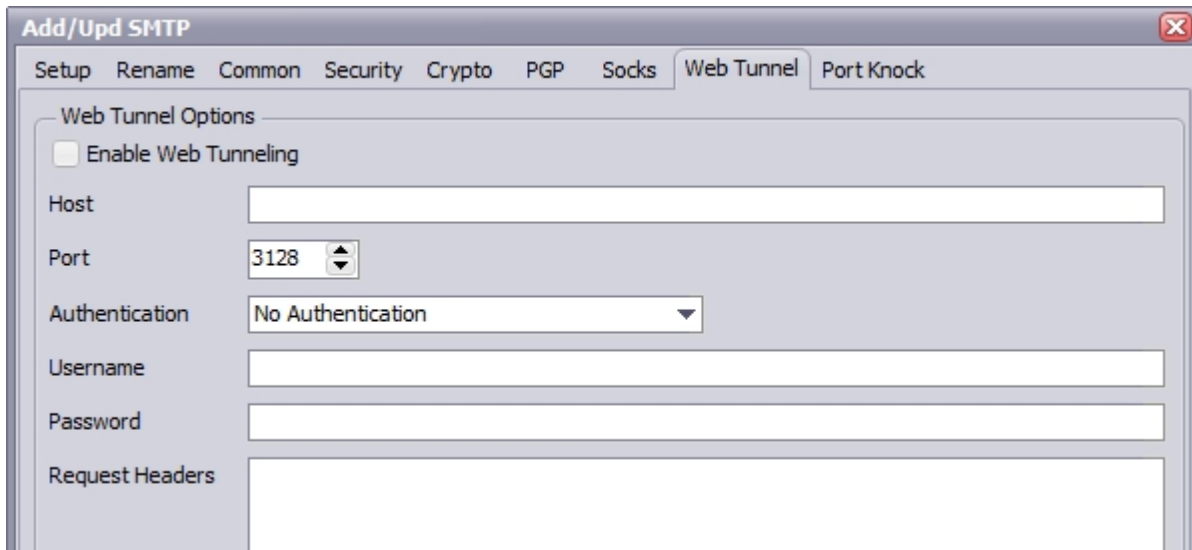 Add/Upd SMTP
Setup Rename Common Security Crypto PGP Socks Web Tunnel Port Knock
Web Tunnel Options
Enable Web Tunneling
Host
Port 3128
Authentication No Authentication
Username
Password
Request Headers